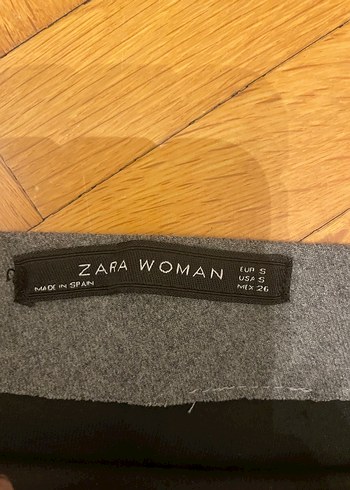 ZARA WOMAN
MADE IN SPAIN
EUR S
USA S
MEX 26